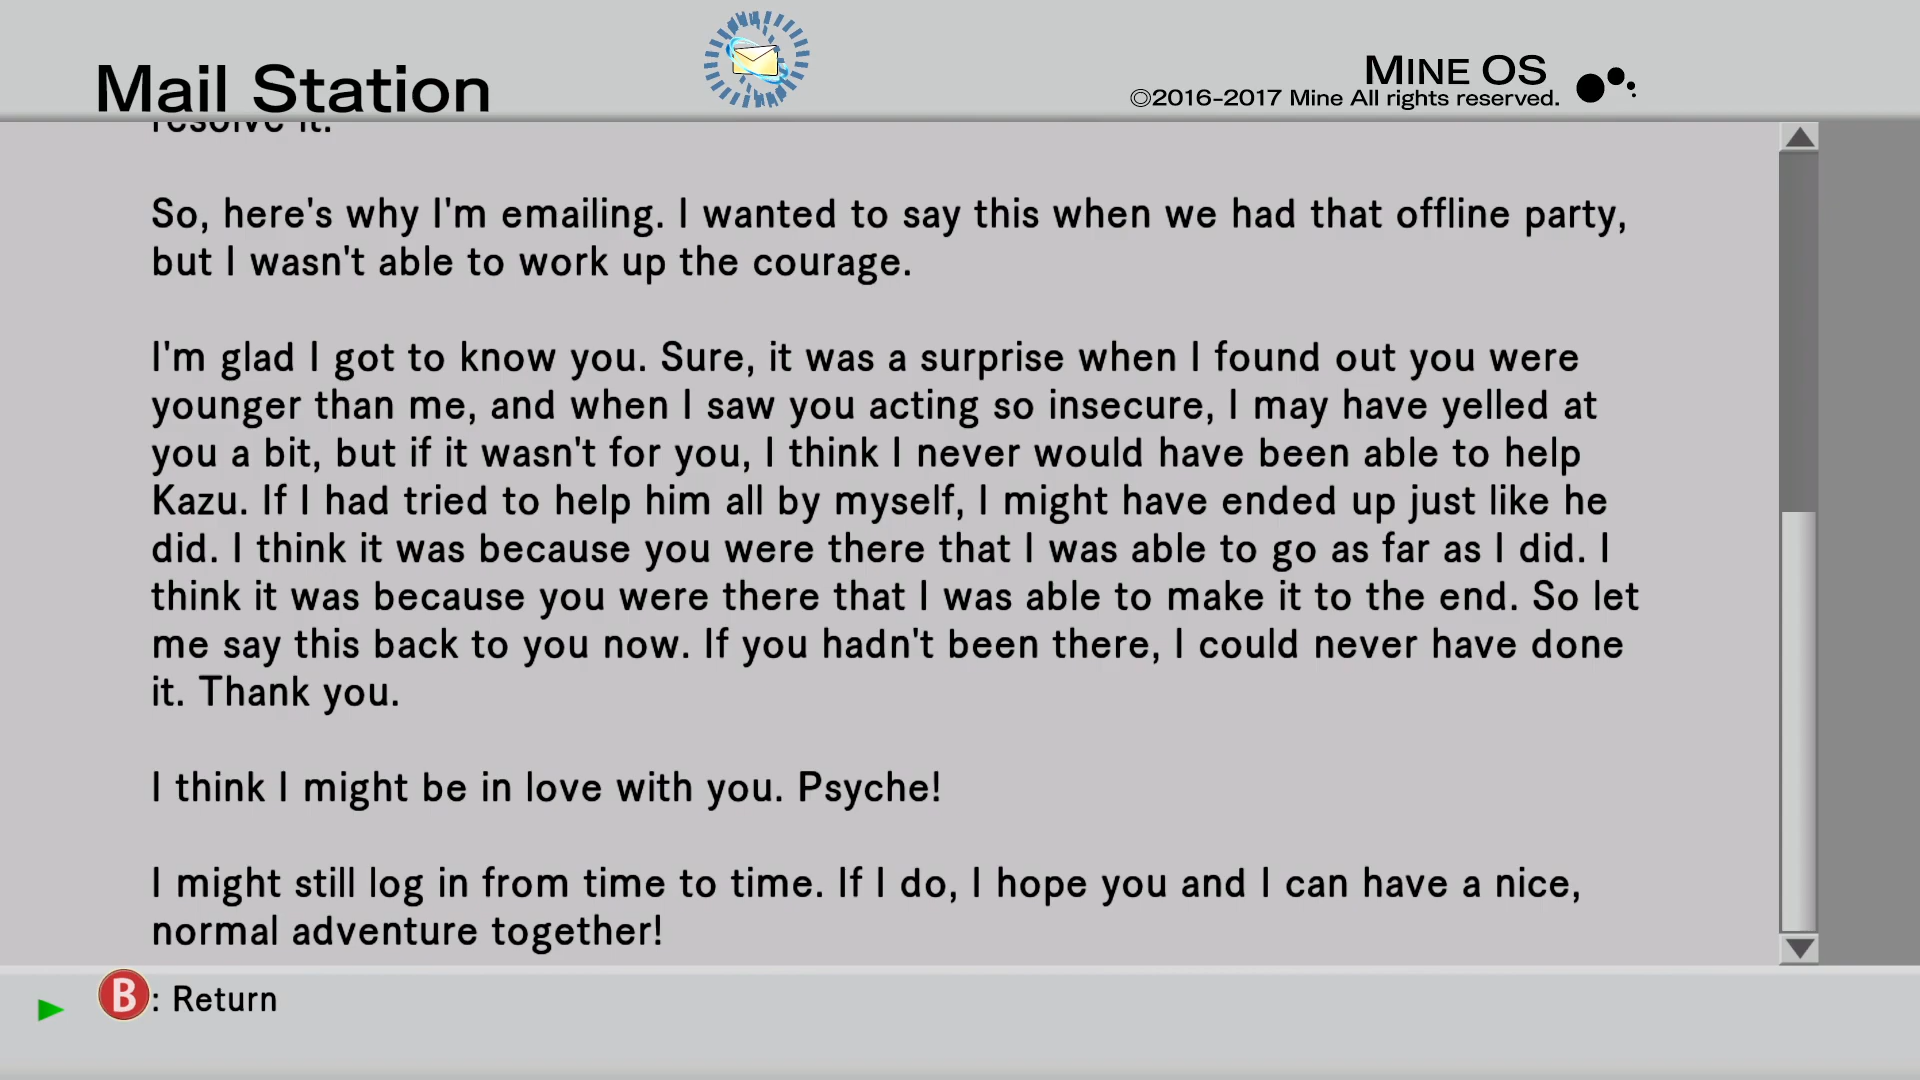 Mail Station
MINE OS
©2016-2017 Mine All rights reserved.
resolve it.
So, here's why I'm emailing. I wanted to say this when we had that offline party,
but I wasn't able to work up the courage.
I'm glad I got to know you. Sure, it was a surprise when I found out you were
younger than me, and when I saw you acting so insecure, I may have yelled at
you a bit, but if it wasn't for you, I think I never would have been able to help
Kazu. If I had tried to help him all by myself, I might have ended up just like he
did. I think it was because you were there that I was able to go as far as I did. I
think it was because you were there that I was able to make it to the end. So let
me say this back to you now. If you hadn't been there, I could never have done
it. Thank you.
I think I might be in love with you. Psyche!
I might still log in from time to time. If I do, I hope you and I can have a nice,
normal adventure together!
B : Return